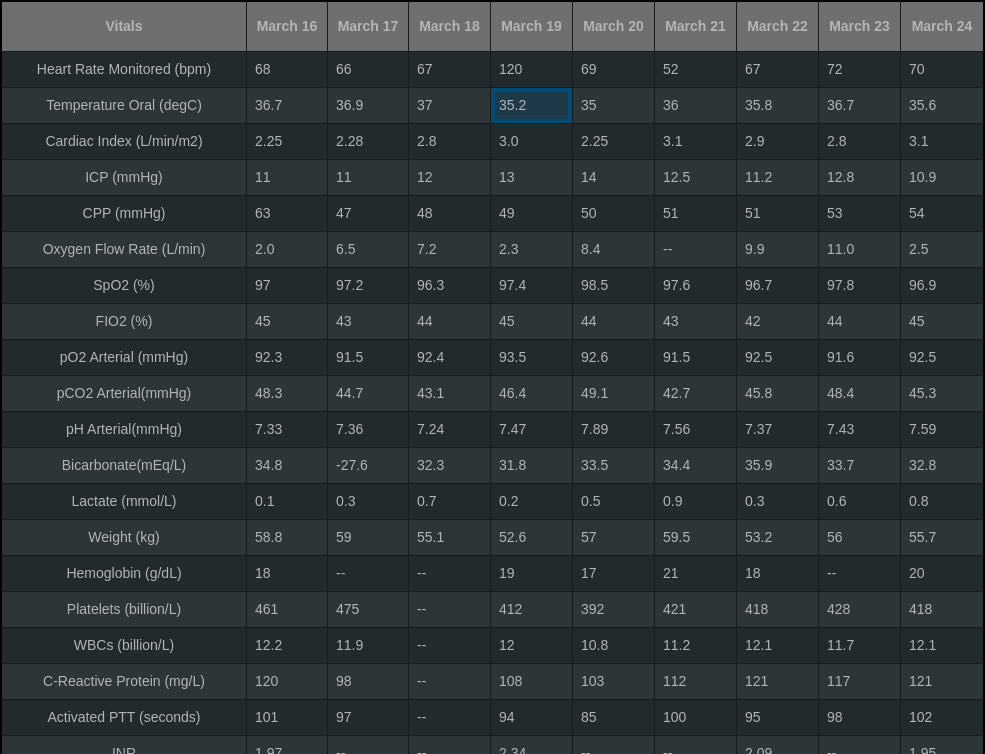 Vitals March 16 March 17 March 18 March 19 March 20 March 21 March 22 March 23 March 24
Heart Rate Monitored (bpm) 68 66 67 120 69 52 67 72 70
Temperature Oral (degC) 36.7 36.9 37 35.2 35 36 35.8 36.7 35.6
Cardiac Index (L/min/m2) 2.25 2.28 2.8 3.0 2.25 3.1 2.9 2.8 3.1
ICP (mmHg) 11 11 12 13 14 12.5 11.2 12.8 10.9
CPP (mmHg) 63 47 48 49 50 51 51 53 54
Oxygen Flow Rate (L/min) 2.0 6.5 7.2 2.3 8.4 -- 9.9 11.0 2.5
SpO2 (%) 97 97.2 96.3 97.4 98.5 97.6 96.7 97.8 96.9
FIO2 (%) 45 43 44 45 44 43 42 44 45
pO2 Arterial (mmHg) 92.3 91.5 92.4 93.5 92.6 91.5 92.5 91.6 92.5
pCO2 Arterial(mmHg) 48.3 44.7 43.1 46.4 49.1 42.7 45.8 48.4 45.3
pH Arterial(mmHg) 7.33 7.36 7.24 7.47 7.89 7.56 7.37 7.43 7.59
Bicarbonate(mEq/L) 34.8 -27.6 32.3 31.8 33.5 34.4 35.9 33.7 32.8
Lactate (mmol/L) 0.1 0.3 0.7 0.2 0.5 0.9 0.3 0.6 0.8
Weight (kg) 58.8 59 55.1 52.6 57 59.5 53.2 56 55.7
Hemoglobin (g/dL) 18 -- -- 19 17 21 18 -- 20
Platelets (billion/L) 461 475 -- 412 392 421 418 428 418
WBCs (billion/L) 12.2 11.9 -- 12 10.8 11.2 12.1 11.7 12.1
C-Reactive Protein (mg/L) 120 98 -- 108 103 112 121 117 121
Activated PTT (seconds) 101 97 -- 94 85 100 95 98 102
INR 1.97 -- -- 2.34 -- -- 2.09 -- 1.95